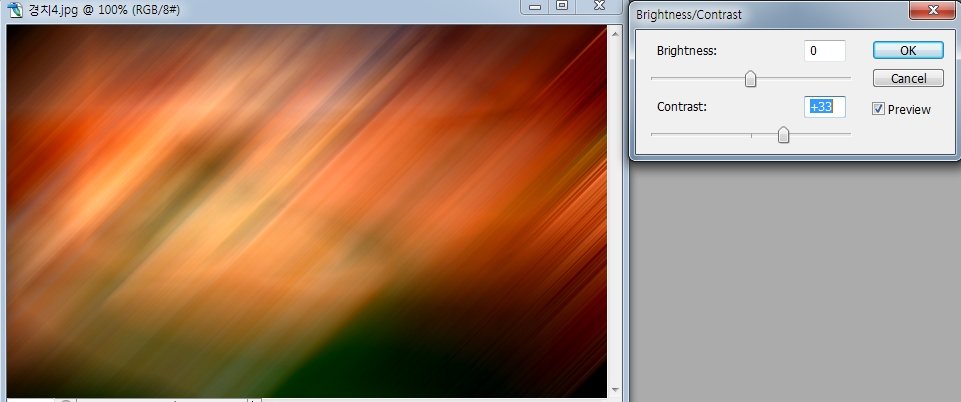 경치4.jpg @ 100% (RGB/8#)
Brightness/Contrast
Brightness: 0
OK
Cancel
Contrast: +33
Preview